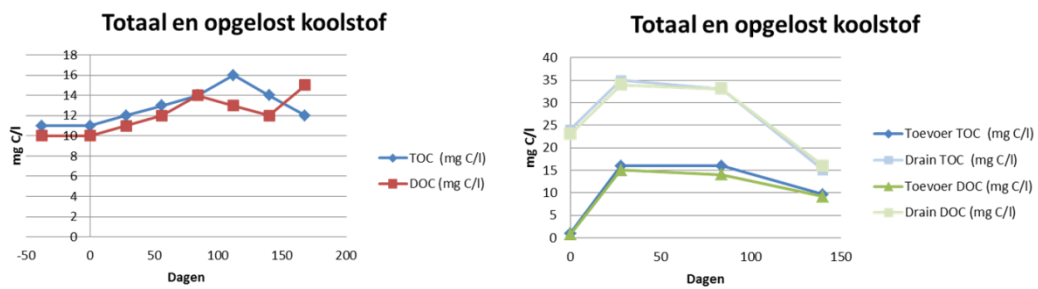 Totaal en opgelost koolstof
18
16
14
12
10
8
6
4
2
0
mg C/l
-50 0 50 100 150 200
Dagen
TOC (mg C/l)
DOC (mg C/l)
Totaal en opgelost koolstof
40
35
30
25
20
15
10
5
0
mg C/l
0 50 100 150
Dagen
Toevoer TOC (mg C/l)
Drain TOC (mg C/l)
Toevoer DOC (mg C/l)
Drain DOC (mg C/l)